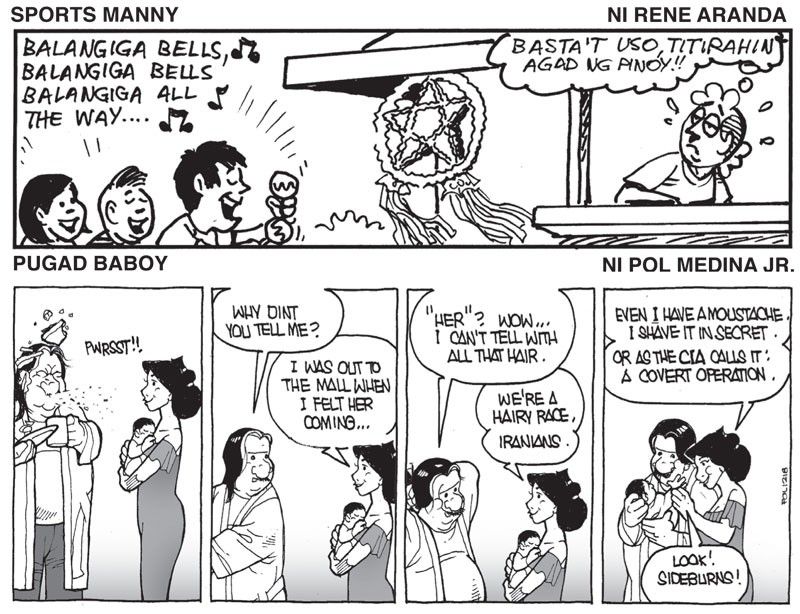 SPORTS MANNY
NI RENE ARANDA
BALANGIGA BELLS,
BALANGIGA BELLS
BALANGIGA ALL
THE WAY....
BASTA'T USO, TITIRAHIN
AGAD NG PINOY!!
PUGAD BABOY
NI POL MEDINA JR.
PWRSST!!
WHY DINT
YOU TELL ME?
I WAS OUT TO
THE MALL WHEN
I FELT HER
COMING...
"HER"? WOW...
I CAN'T TELL WITH
ALL THAT HAIR.
WE'RE A
HAIRY RACE,
IRANIANS.
EVEN I HAVE A MOUSTACHE.
I SHAVE IT IN SECRET.
OR AS THE CIA CALLS IT:
A COVERT OPERATION.
LOOK!
SIDEBURNS!
POL1218